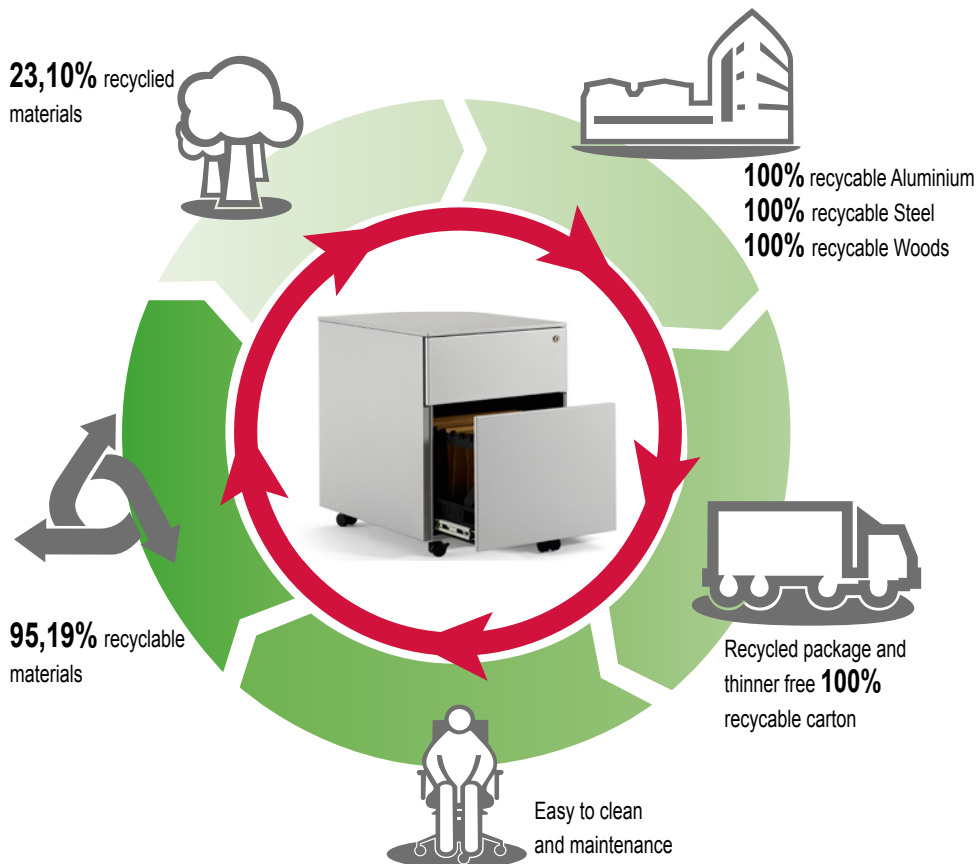 23,10% recyclied
materials
100% recycable Aluminium
100% recycable Steel
100% recycable Woods
Recycled package and
thinner free 100%
recycable carton
Easy to clean
and maintenance
95,19% recyclable
materials